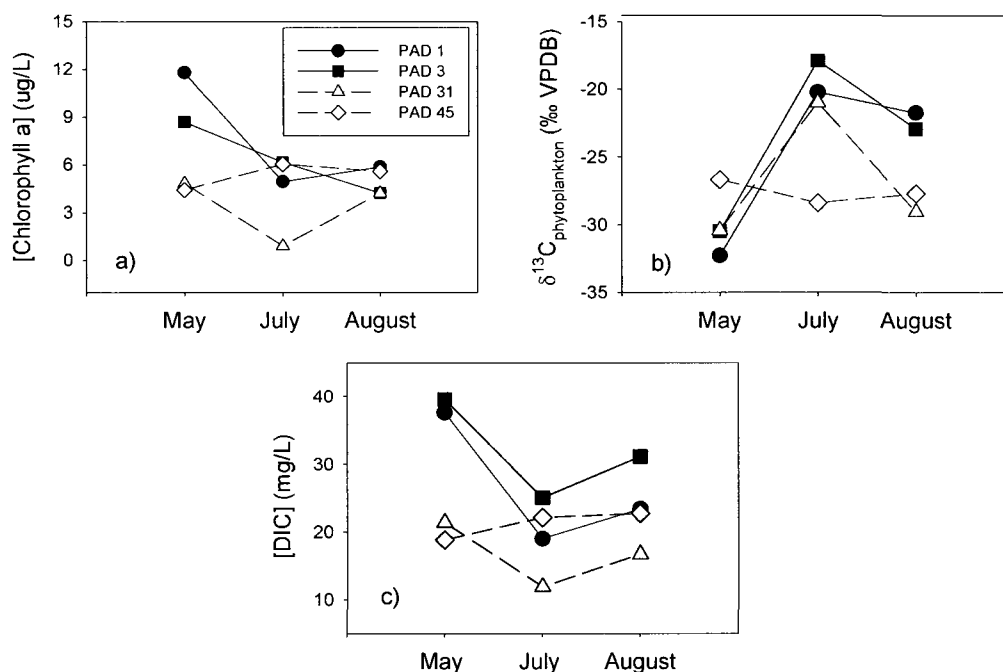 [Chlorophyll a] (ug/L)
15
12
9
6
3
0
a)
May July August
PAD 1
PAD 3
PAD 31
PAD 45
δ13Cphytoplankton (‰ VPDB)
-15
-20
-25
-30
-35
b)
May July August
[DIC] (mg/L)
40
30
20
10
c)
May July August